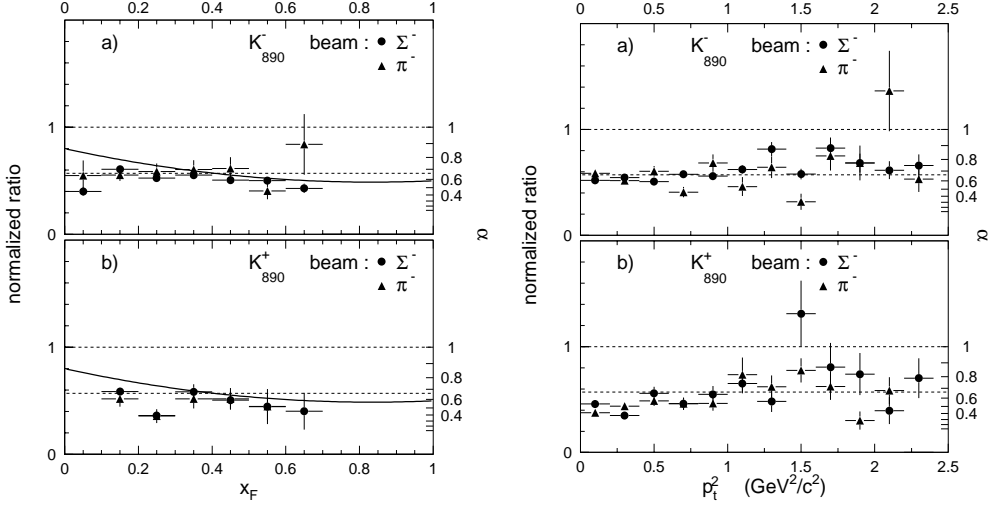 0 0.2 0.4 0.6 0.8 1
a) K⁻₈₉₀ beam : ● Σ⁻
▲ π⁻
1
0
1
0.8
0.6
0.4
normalized ratio
α
b) K⁺₈₉₀ beam : ● Σ⁻
▲ π⁻
1
0
1
0.8
0.6
0.4
0 0.2 0.4 0.6 0.8 1
x_F
0 0.5 1 1.5 2 2.5
a) K⁻₈₉₀ beam : ● Σ⁻
▲ π⁻
1
0
1
0.8
0.6
0.4
normalized ratio
α
b) K⁺₈₉₀ beam : ● Σ⁻
▲ π⁻
1
0
1
0.8
0.6
0.4
0 0.5 1 1.5 2 2.5
p_t² (GeV²/c²)